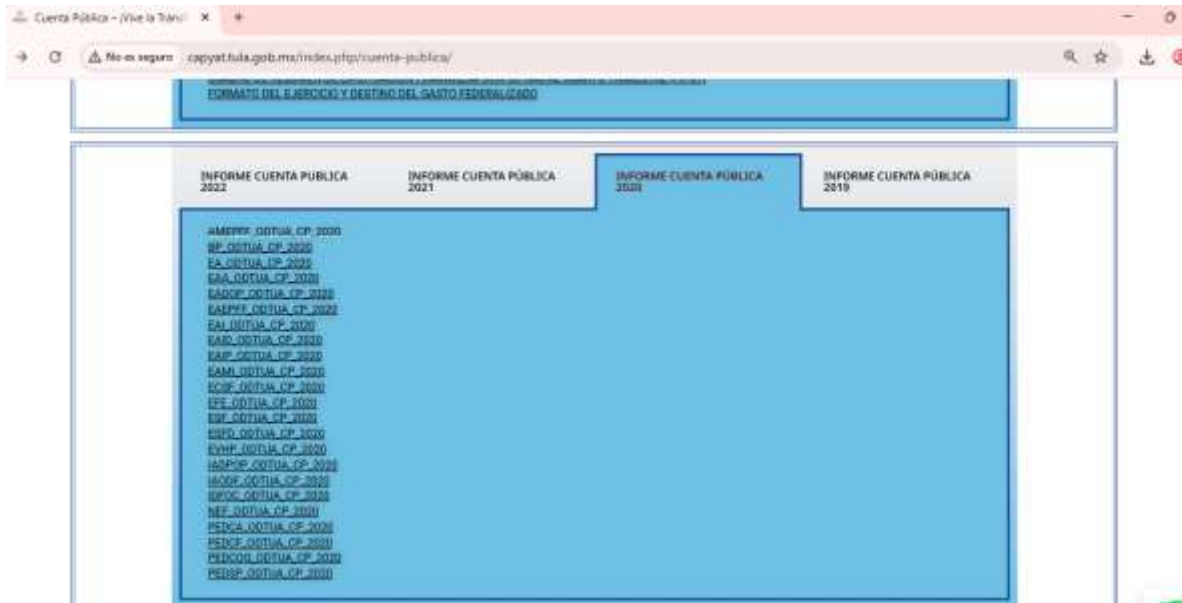 Cuenta Pública – ¡Vive la Trans
No es seguro capyat.tula.gob.mx/index.php/cuenta-publica/
FORMATO DEL EJERCICIO Y DESTINO DEL GASTO FEDERALIZADO
INFORME CUENTA PUBLICA 2022
INFORME CUENTA PÚBLICA 2021
INFORME CUENTA PÚBLICA 2020
INFORME CUENTA PÚBLICA 2019
AMEPFF_ODTUA_CP_2020
BP_ODTUA_CP_2020
EA_ODTUA_CP_2020
EAA_ODTUA_CP_2020
EADOP_ODTUA_CP_2020
EAEPFF_ODTUA_CP_2020
EAI_ODTUA_CP_2020
EAID_ODTUA_CP_2020
EAIP_ODTUA_CP_2020
EAMI_ODTUA_CP_2020
ECSF_ODTUA_CP_2020
EFE_ODTUA_CP_2020
ESF_ODTUA_CP_2020
ESFD_ODTUA_CP_2020
EVHP_ODTUA_CP_2020
IADPOP_ODTUA_CP_2020
IAODF_ODTUA_CP_2020
IDFOC_ODTUA_CP_2020
NEF_ODTUA_CP_2020
PEDCA_ODTUA_CP_2020
PEDCF_ODTUA_CP_2020
PEDCOG_ODTUA_CP_2020
PEDSP_ODTUA_CP_2020